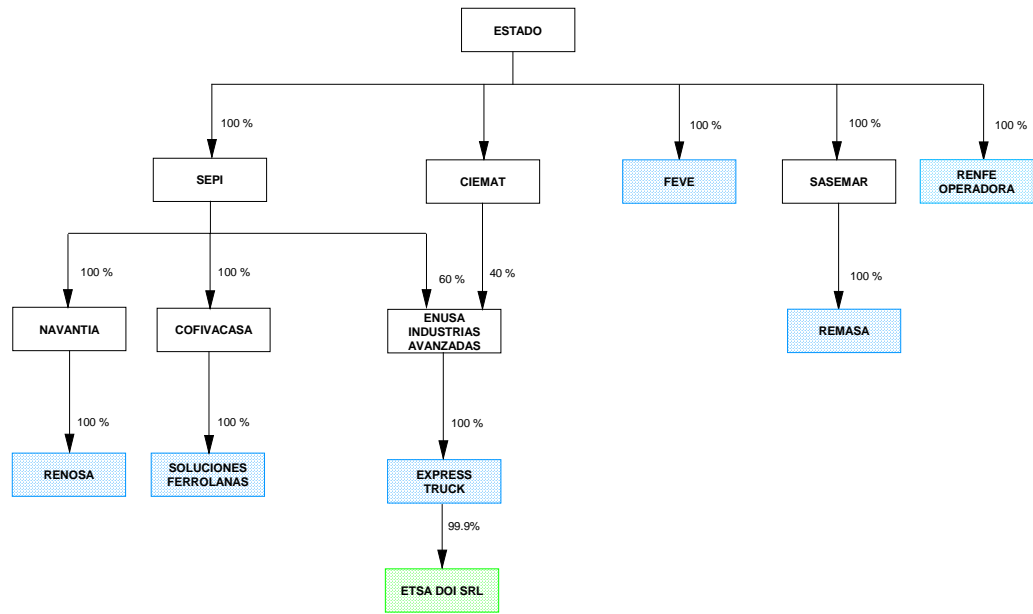 ESTADO
100 %
100 %
100 %
100 %
SEPI
CIEMAT
FEVE
SASEMAR
RENFE
OPERADORA
100 %
100 %
60 %
40 %
100 %
NAVANTIA
COFIVACASA
ENUSA
INDUSTRIAS
AVANZADAS
REMASA
100 %
100 %
100 %
RENOSA
SOLUCIONES
FERROLANAS
EXPRESS
TRUCK
99.9%
ETSA DOI SRL